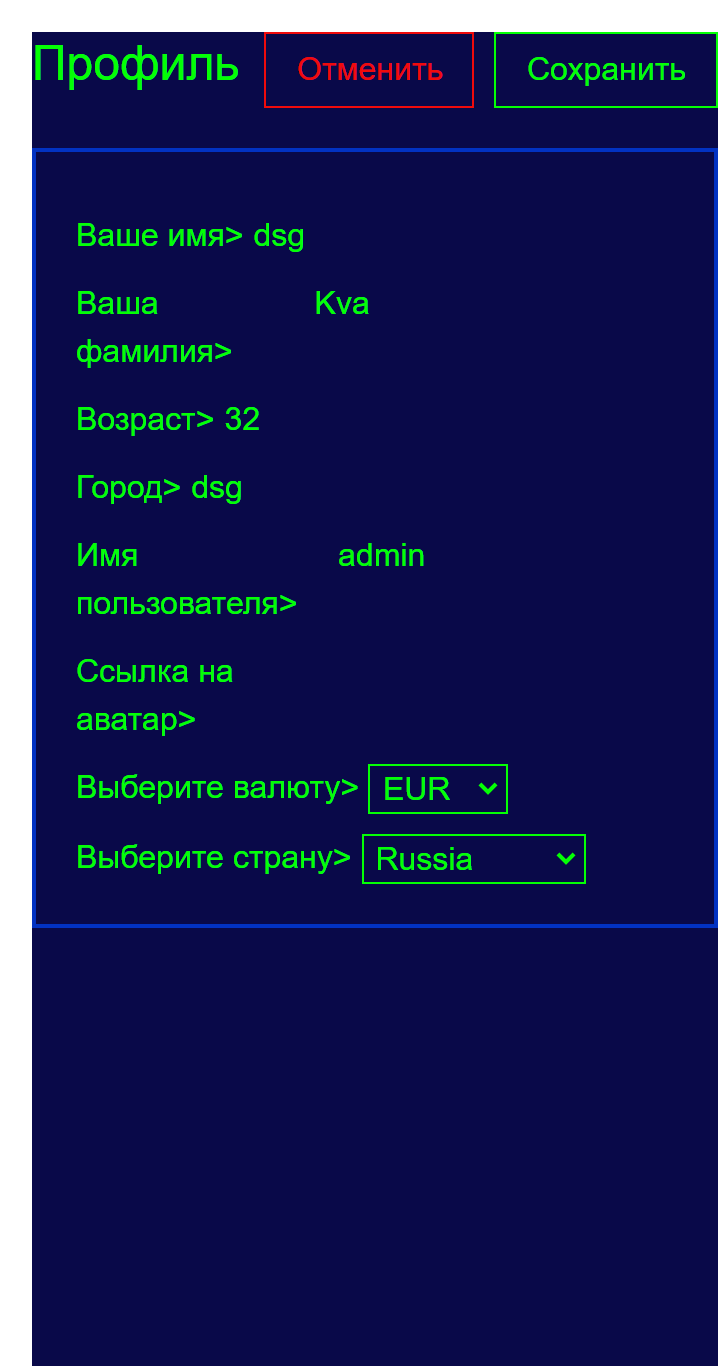 Профиль Отменить Сохранить
Ваше имя> dsg
Ваша Kva
фамилия>
Возраст> 32
Город> dsg
Имя admin
пользователя>
Ссылка на
аватар>
Выберите валюту> EUR
Выберите страну> Russia